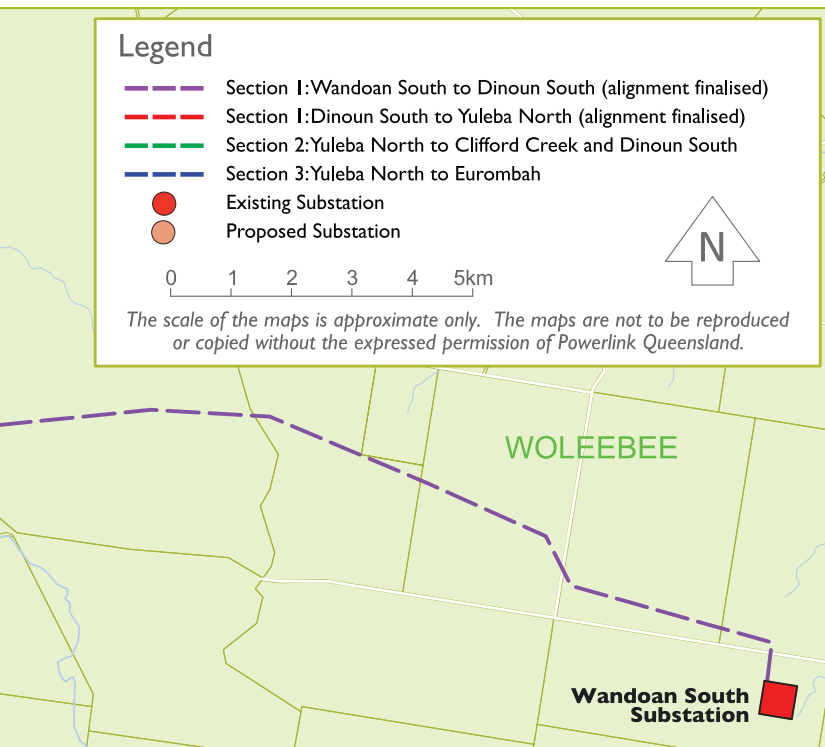 Legend
Section 1:Wandoan South to Dinoun South (alignment finalised)
Section 1:Dinoun South to Yuleba North (alignment finalised)
Section 2:Yuleba North to Clifford Creek and Dinoun South
Section 3:Yuleba North to Eurombah
Existing Substation
Proposed Substation
N
0 1 2 3 4 5km
The scale of the maps is approximate only. The maps are not to be reproduced
or copied without the expressed permission of Powerlink Queensland.
WOLEEBEE
Wandoan South
Substation